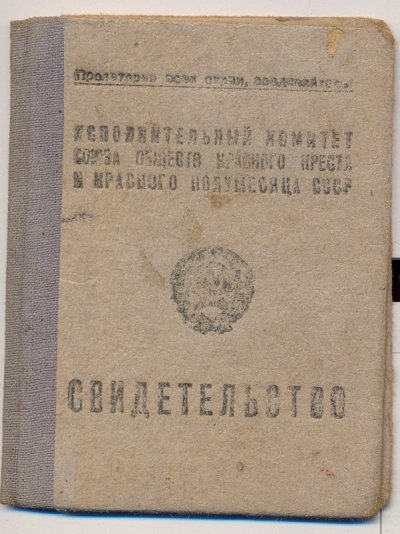 Пролетарии всех стран, соединяйтесь!
ИСПОЛНИТЕЛЬНЫЙ КОМИТЕТ
СОЮЗА ОБЩЕСТВ КРАСНОГО КРЕСТА
И КРАСНОГО ПОЛУМЕСЯЦА СССР
СВИДЕТЕЛЬСТВО